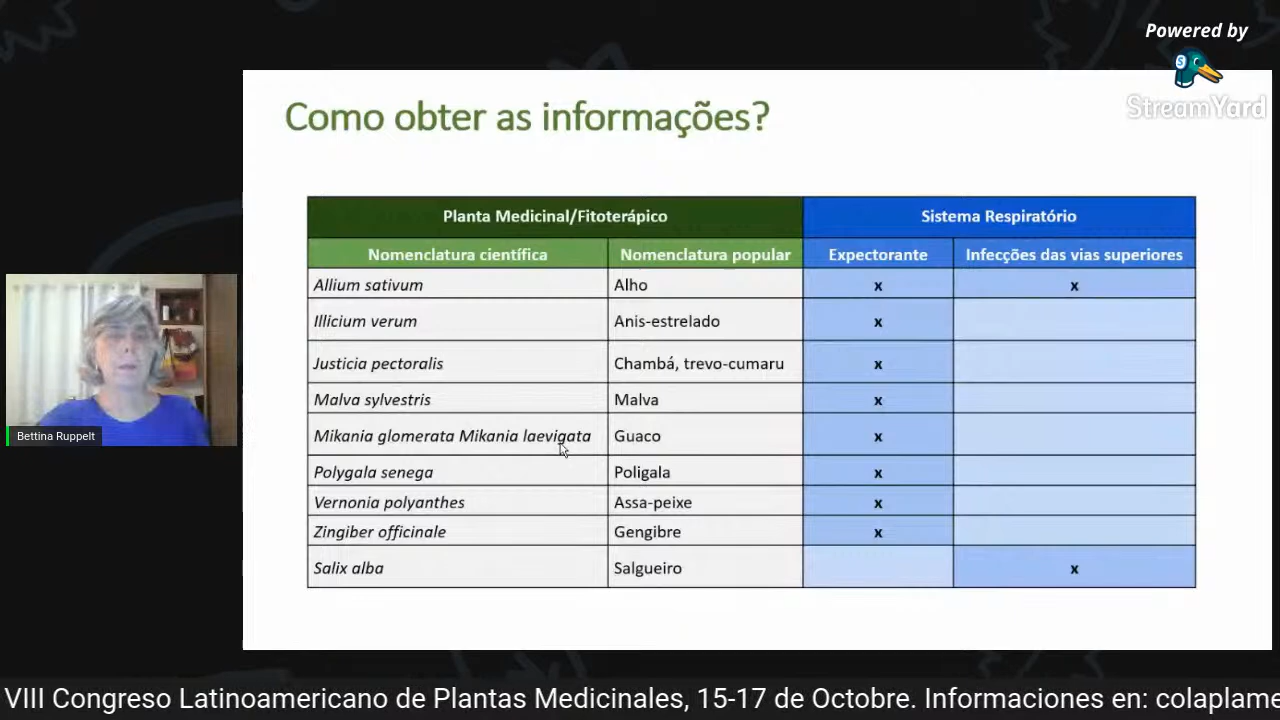 Powered by
StreamYard
Como obter as informações?
Planta Medicinal/Fitoterápico Sistema Respiratório
Nomenclatura científica Nomenclatura popular Expectorante Infecções das vias superiores
Allium sativum Alho x x
Illicium verum Anis-estrelado x
Justicia pectoralis Chambá, trevo-cumaru x
Malva sylvestris Malva x
Mikania glomerata Mikania laevigata Guaco x
Polygala senega Poligala x
Vernonia polyanthes Assa-peixe x
Zingiber officinale Gengibre x
Salix alba Salgueiro x
Bettina Ruppelt
VIII Congreso Latinoamericano de Plantas Medicinales, 15-17 de Octobre. Informaciones en: colaplame